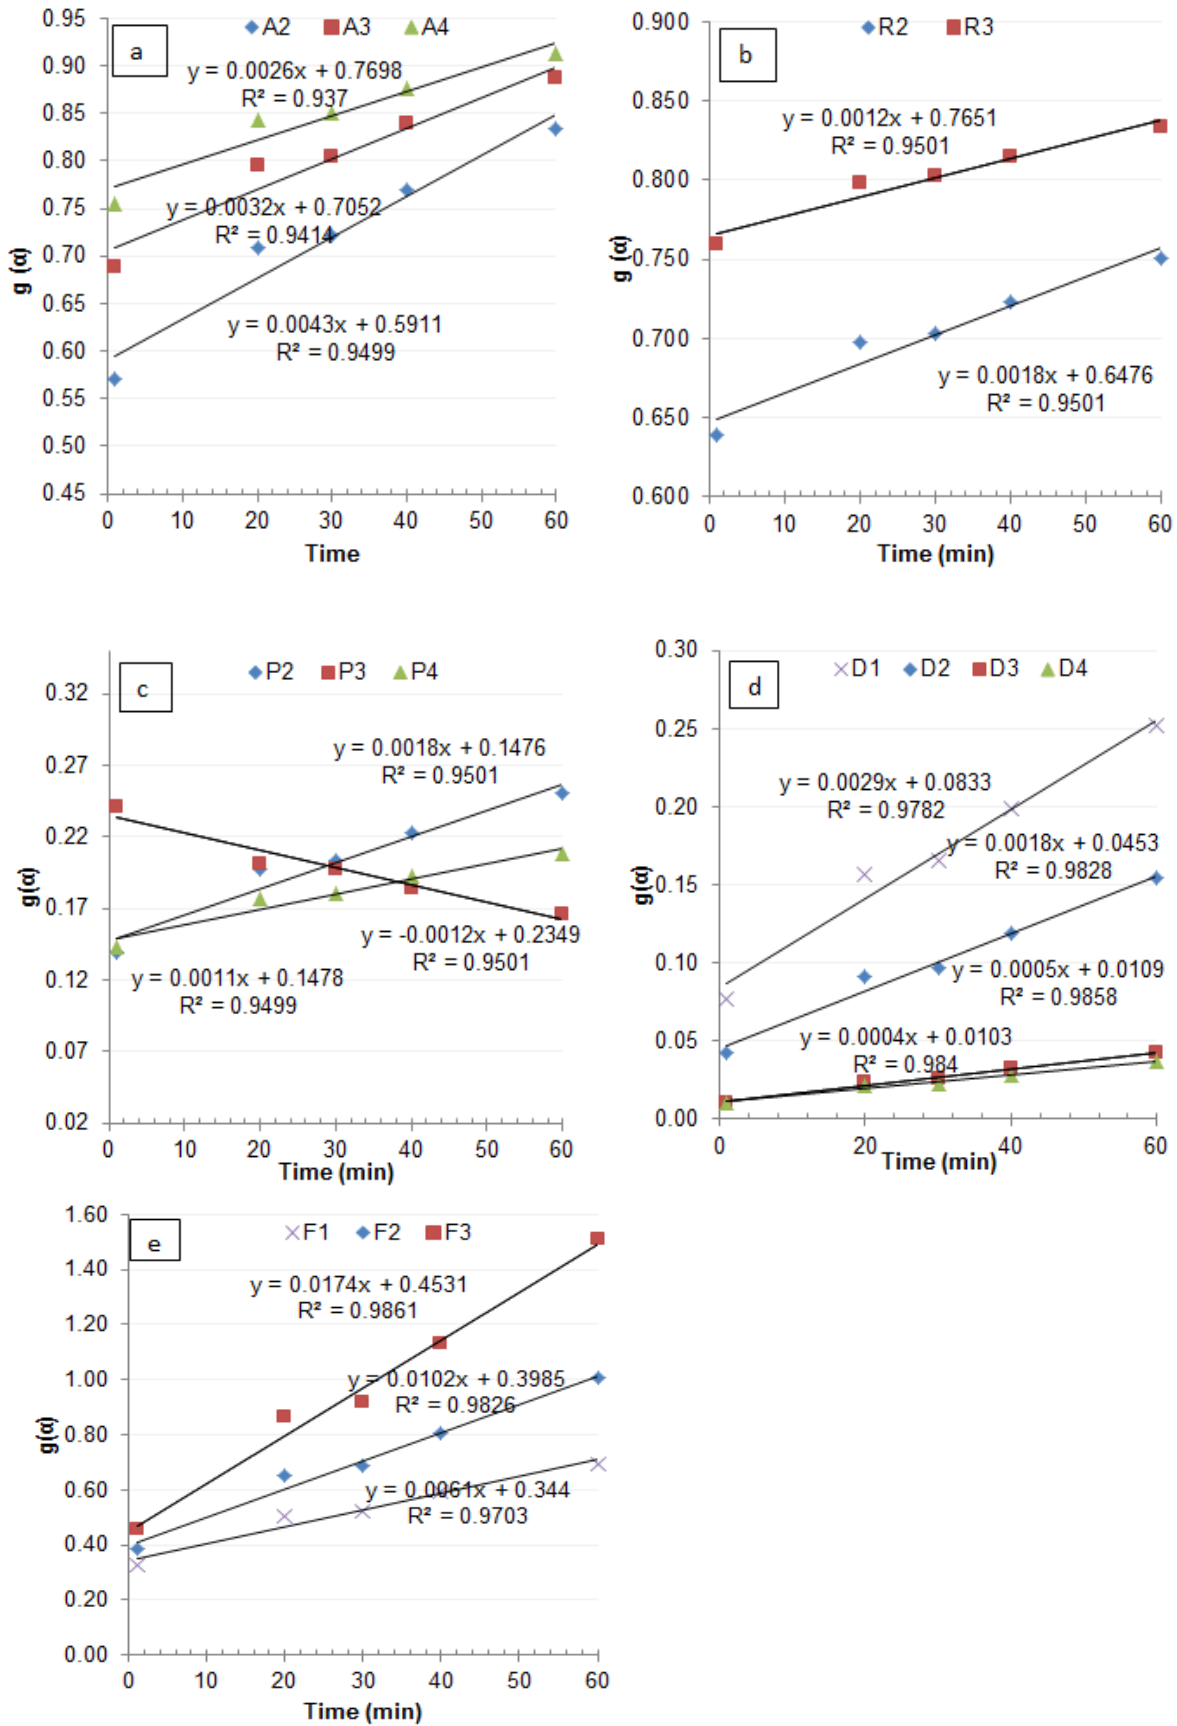 a
A2 A3 A4
y = 0.0026x + 0.7698
R² = 0.937
y = 0.0032x + 0.7052
R² = 0.9414
y = 0.0043x + 0.5911
R² = 0.9499
0.95
0.90
0.85
0.80
0.75
0.70
0.65
0.60
0.55
0.50
0.45
g (α)
0 10 20 30 40 50 60
Time
b
R2 R3
y = 0.0012x + 0.7651
R² = 0.9501
y = 0.0018x + 0.6476
R² = 0.9501
0.900
0.850
0.800
0.750
0.700
0.650
0.600
g (α)
0 10 20 30 40 50 60
Time (min)
c
P2 P3 P4
y = 0.0018x + 0.1476
R² = 0.9501
y = -0.0012x + 0.2349
R² = 0.9501
y = 0.0011x + 0.1478
R² = 0.9499
0.32
0.27
0.22
0.17
0.12
0.07
0.02
g(α)
0 10 20 30 40 50 60
Time (min)
d
D1 D2 D3 D4
y = 0.0029x + 0.0833
R² = 0.9782
y = 0.0018x + 0.0453
R² = 0.9828
y = 0.0005x + 0.0109
R² = 0.9858
y = 0.0004x + 0.0103
R² = 0.984
0.30
0.25
0.20
0.15
0.10
0.05
0.00
g(α)
0 20 40 60
Time (min)
e
F1 F2 F3
y = 0.0174x + 0.4531
R² = 0.9861
y = 0.0102x + 0.3985
R² = 0.9826
y = 0.0061x + 0.344
R² = 0.9703
1.60
1.40
1.20
1.00
0.80
0.60
0.40
0.20
0.00
g(α)
0 10 20 30 40 50 60
Time (min)